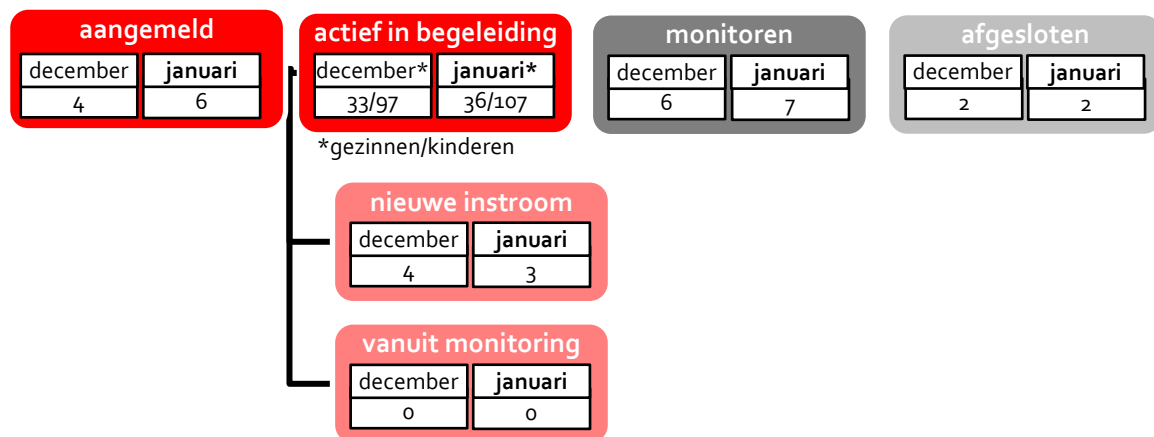 aangemeld
december januari
4 6
actief in begeleiding
december* januari*
33/97 36/107
*gezinnen/kinderen
monitoren
december januari
6 7
afgesloten
december januari
2 2
nieuwe instroom
december januari
4 3
vanuit monitoring
december januari
0 0